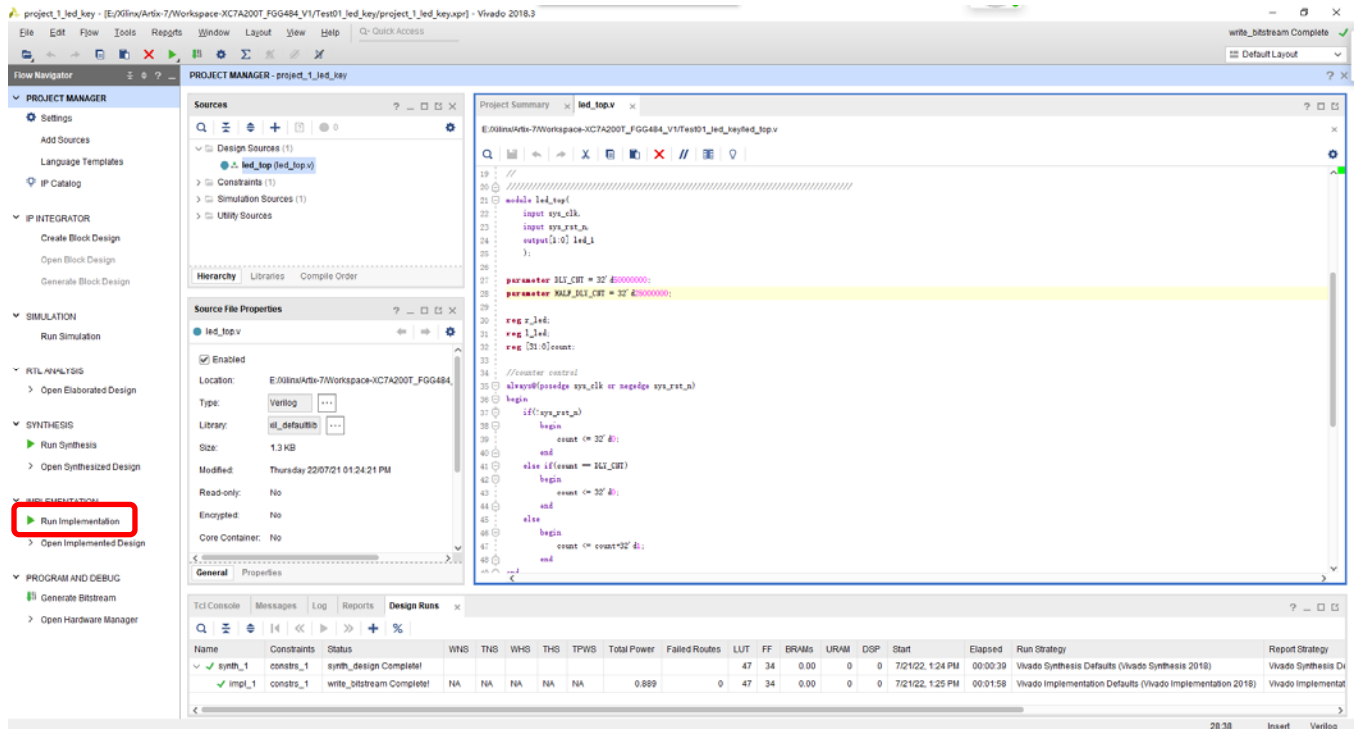 project_1_led_key - [E:/Xilinx/Artix-7/Workspace-XC7A200T_FGG484_V1/Test01_led_key/project_1_led_key.xpr] - Vivado 2018.3
File Edit Flow Tools Reports Window Layout View Help Q- Quick Access write_bitstream Complete
Default Layout
Flow Navigator
PROJECT MANAGER - project_1_led_key
PROJECT MANAGER
Settings
Add Sources
Language Templates
IP Catalog
IP INTEGRATOR
Create Block Design
Open Block Design
Generate Block Design
SIMULATION
Run Simulation
RTL ANALYSIS
Open Elaborated Design
SYNTHESIS
Run Synthesis
Open Synthesized Design
IMPLEMENTATION
Run Implementation
Open Implemented Design
PROGRAM AND DEBUG
Generate Bitstream
Open Hardware Manager
Sources
0
Design Sources (1)
led_top (led_top.v)
Constraints (1)
Simulation Sources (1)
Utility Sources
Hierarchy Libraries Compile Order
Source File Properties
led_top.v
Enabled
Location: E:/Xilinx/Artix-7/Workspace-XC7A200T_FGG484_
Type: Verilog
Library: xil_defaultlib
Size: 1.3 KB
Modified: Thursday 22/07/21 01:24:21 PM
Read-only: No
Encrypted: No
Core Container: No
General Properties
Project Summary led_top.v
E:/Xilinx/Artix-7/Workspace-XC7A200T_FGG484_V1/Test01_led_key/led_top.v
19 //
20 //////////////////////////////////////////////////////////////////////////////////
21 module led_top(
22 input sys_clk,
23 input sys_rst_n,
24 output[1:0] led_1
25 );
26
27 parameter DLY_CNT = 32'd50000000;
28 parameter HALF_DLY_CNT = 32'd25000000;
29
30 reg r_led;
31 reg l_led;
32 reg [31:0]count;
33
34 //counter control
35 always@(posedge sys_clk or negedge sys_rst_n)
36 begin
37 if(!sys_rst_n)
38 begin
39 count <= 32'd0;
40 end
41 else if(count == DLY_CNT)
42 begin
43 count <= 32'd0;
44 end
45 else
46 begin
47 count <= count+32'd1;
48 end
Tcl Console Messages Log Reports Design Runs
Name Constraints Status WNS TNS WHS THS TPWS Total Power Failed Routes LUT FF BRAMs URAM DSP Start Elapsed Run Strategy Report Strategy
synth_1 constrs_1 synth_design Complete! 47 34 0.00 0 0 7/21/22, 1:24 PM 00:00:39 Vivado Synthesis Defaults (Vivado Synthesis 2018) Vivado Synthesis De
impl_1 constrs_1 write_bitstream Complete! NA NA NA NA NA 0.889 0 47 34 0.00 0 0 7/21/22, 1:25 PM 00:01:58 Vivado Implementation Defaults (Vivado Implementation 2018) Vivado Implementat
28:38 Insert Verilog